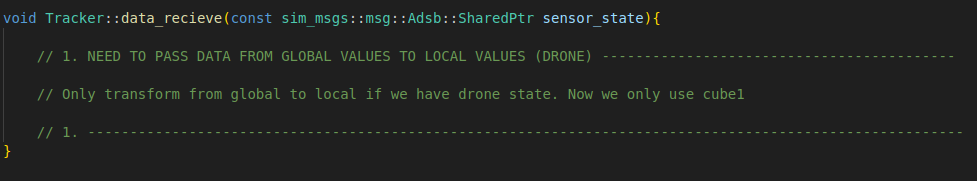 void Tracker::data_recieve(const sim_msgs::msg::Adsb::SharedPtr sensor_state){
// 1. NEED TO PASS DATA FROM GLOBAL VALUES TO LOCAL VALUES (DRONE) ------------------------------------------
// Only transform from global to local if we have drone state. Now we only use cube1
// 1. --------------------------------------------------------------------------------------------------------
}